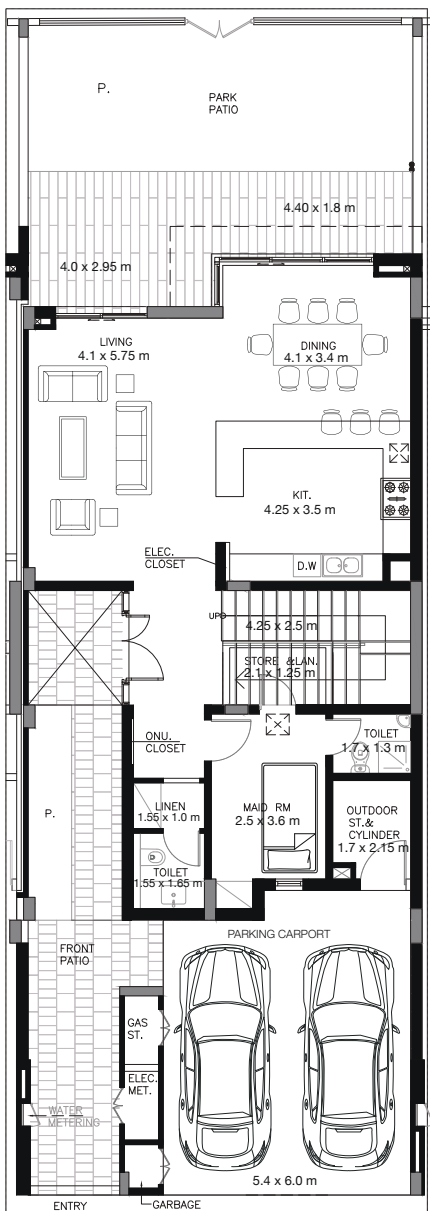 P.
PARK
PATIO
4.40 x 1.8 m
4.0 x 2.95 m
LIVING
4.1 x 5.75 m
DINING
4.1 x 3.4 m
KIT.
4.25 x 3.5 m
ELEC.
CLOSET
D.W
UP
4.25 x 2.5 m
STORE &LAN.
2.1 x 1.25 m
ONU.
CLOSET
TOILET
1.7 x 1.3 m
P.
LINEN
1.55 x 1.0 m
MAID RM
2.5 x 3.6 m
OUTDOOR
ST.&
CYLINDER
1.7 x 2.15 m
TOILET
1.55 x 1.65 m
PARKING CARPORT
FRONT
PATIO
GAS
ST.
ELEC.
MET.
WATER
METERING
5.4 x 6.0 m
ENTRY
GARBAGE